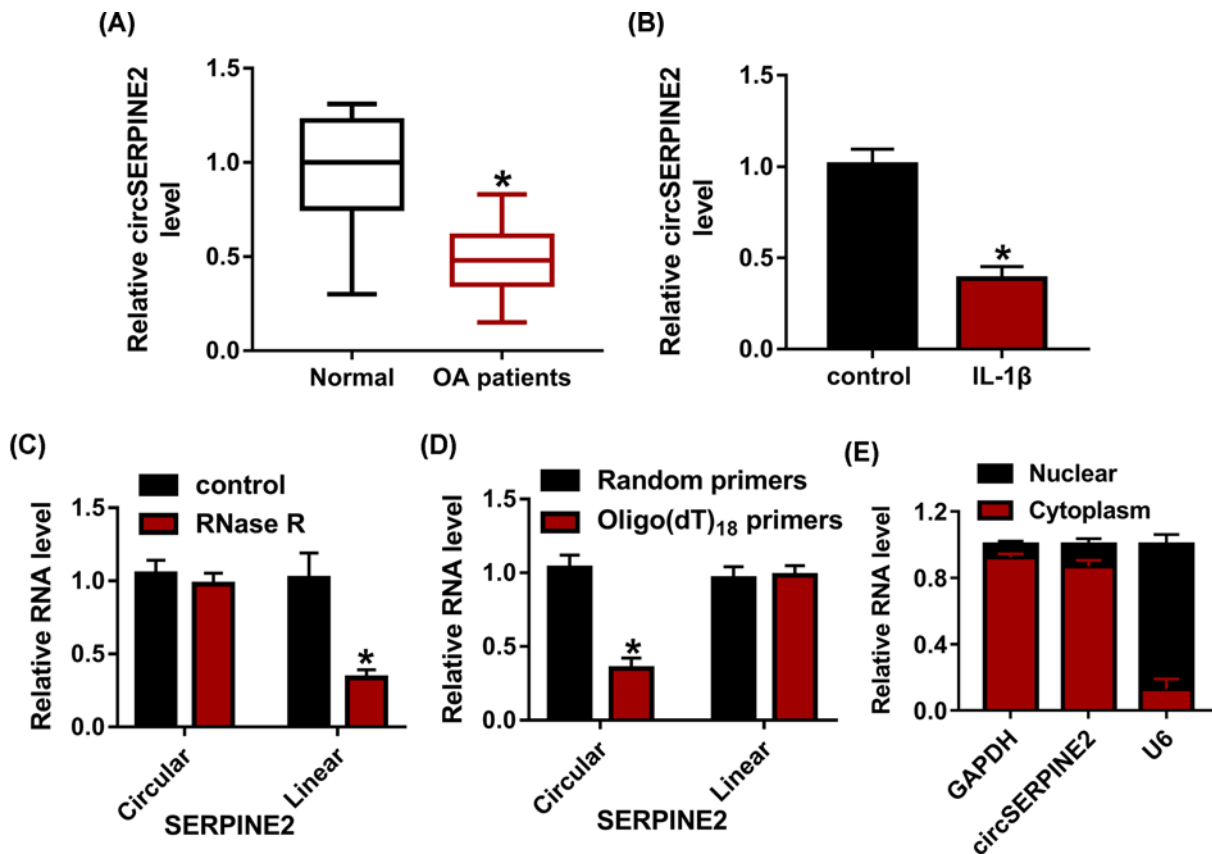 (A)
Relative circSERPINE2
level
1.5
1.0
0.5
0.0
*
Normal
OA patients
(B)
Relative circSERPINE2
level
1.5
1.0
0.5
0.0
*
control
IL-1β
(C)
control
RNase R
Relative RNA level
1.5
1.0
0.5
0.0
*
Circular
Linear
SERPINE2
(D)
Random primers
Oligo(dT)18 primers
Relative RNA level
1.5
1.0
0.5
0.0
*
Circular
Linear
SERPINE2
(E)
Nuclear
Cytoplasm
Relative RNA level
1.2
0.8
0.4
0.0
GAPDH
circSERPINE2
U6